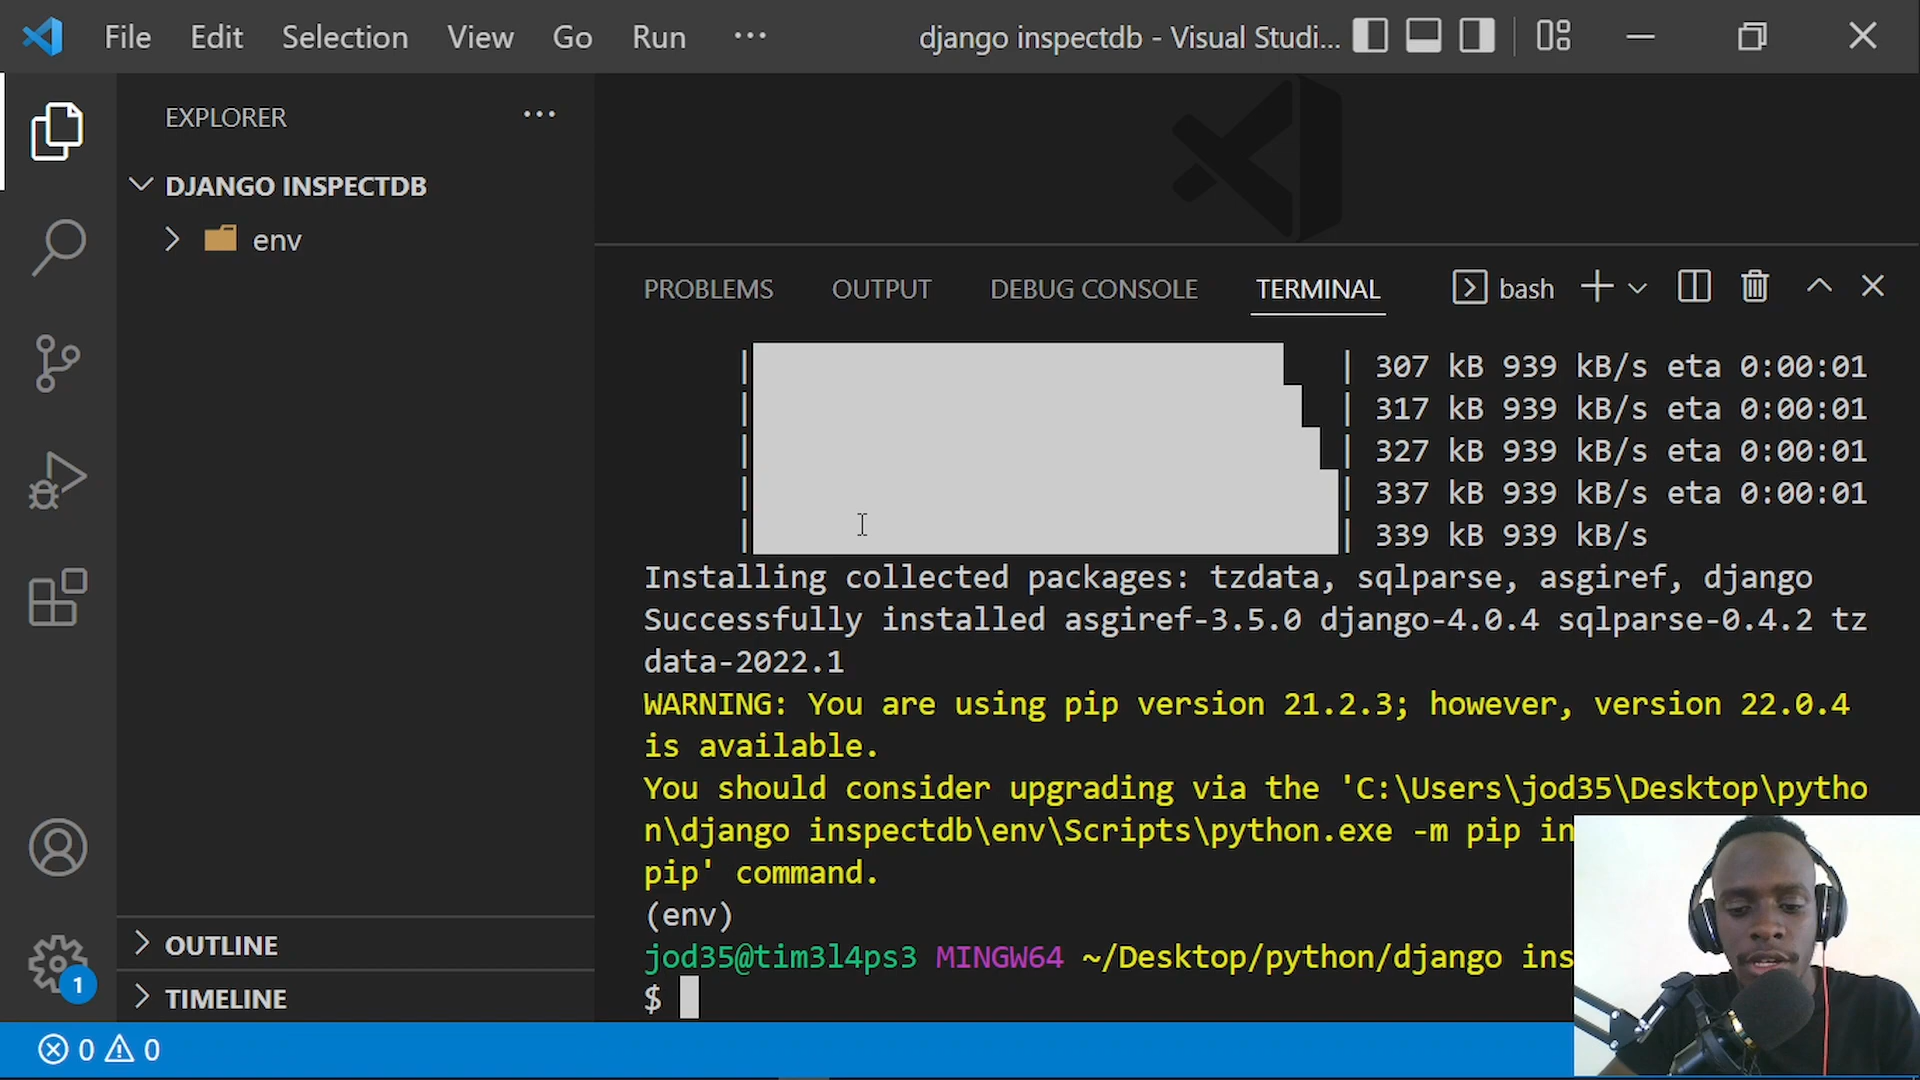 File Edit Selection View Go Run ··· django inspectdb - Visual Studi...
EXPLORER ···
DJANGO INSPECTDB
env
OUTLINE
TIMELINE
1
0 0
PROBLEMS OUTPUT DEBUG CONSOLE TERMINAL bash
| | 307 kB 939 kB/s eta 0:00:01
| | 317 kB 939 kB/s eta 0:00:01
| | 327 kB 939 kB/s eta 0:00:01
| | 337 kB 939 kB/s eta 0:00:01
| | 339 kB 939 kB/s
Installing collected packages: tzdata, sqlparse, asgiref, django
Successfully installed asgiref-3.5.0 django-4.0.4 sqlparse-0.4.2 tz
data-2022.1
WARNING: You are using pip version 21.2.3; however, version 22.0.4
is available.
You should consider upgrading via the 'C:\Users\jod35\Desktop\pytho
n\django inspectdb\env\Scripts\python.exe -m pip in
pip' command.
(env)
jod35@tim3l4ps3 MINGW64 ~/Desktop/python/django ins
$